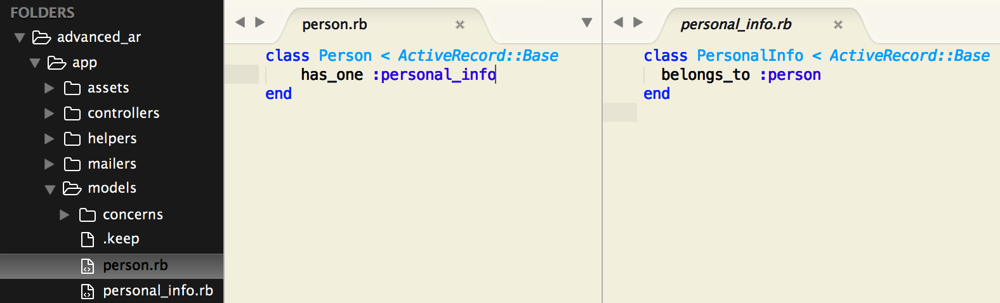 FOLDERS
advanced_ar
app
assets
controllers
helpers
mailers
models
concerns
.keep
person.rb
personal_info.rb
person.rb
class Person < ActiveRecord::Base
has_one :personal_info
end
personal_info.rb
class PersonalInfo < ActiveRecord::Base
belongs_to :person
end